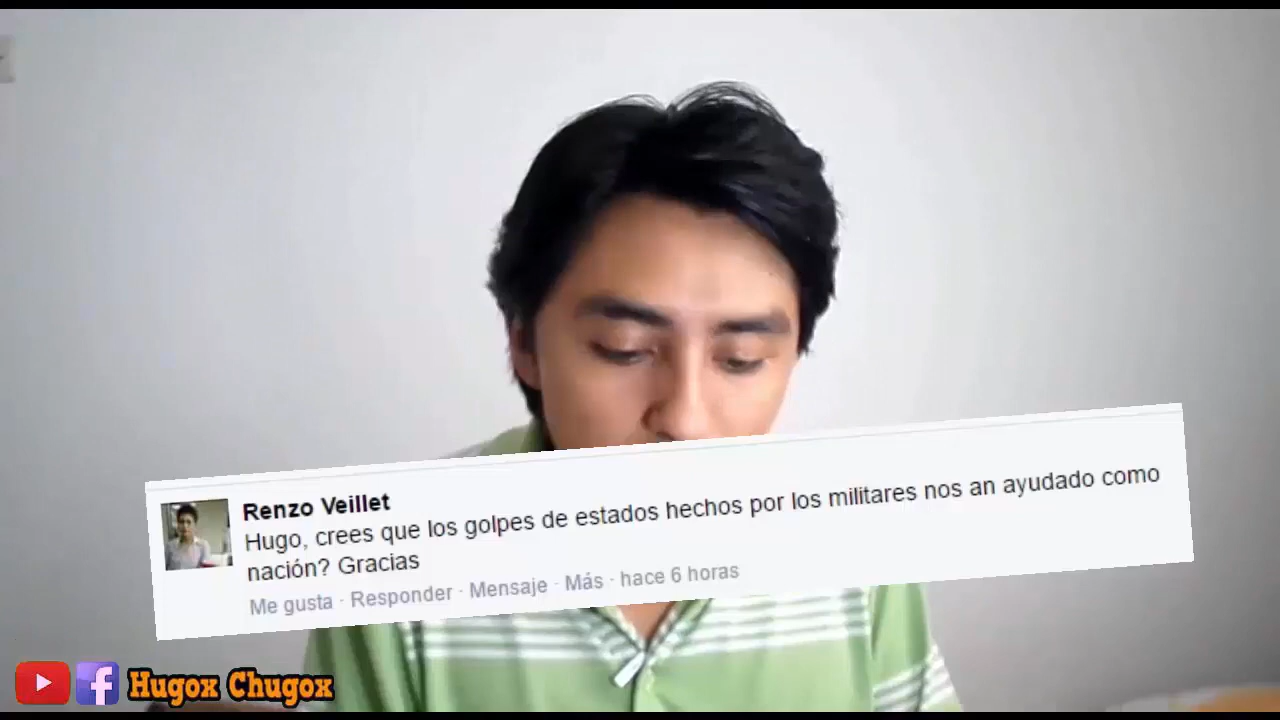 Renzo Veillet
Hugo, crees que los golpes de estados hechos por los militares nos an ayudado como
nación? Gracias
Me gusta · Responder · Mensaje · Más · hace 6 horas
Hugox Chugox